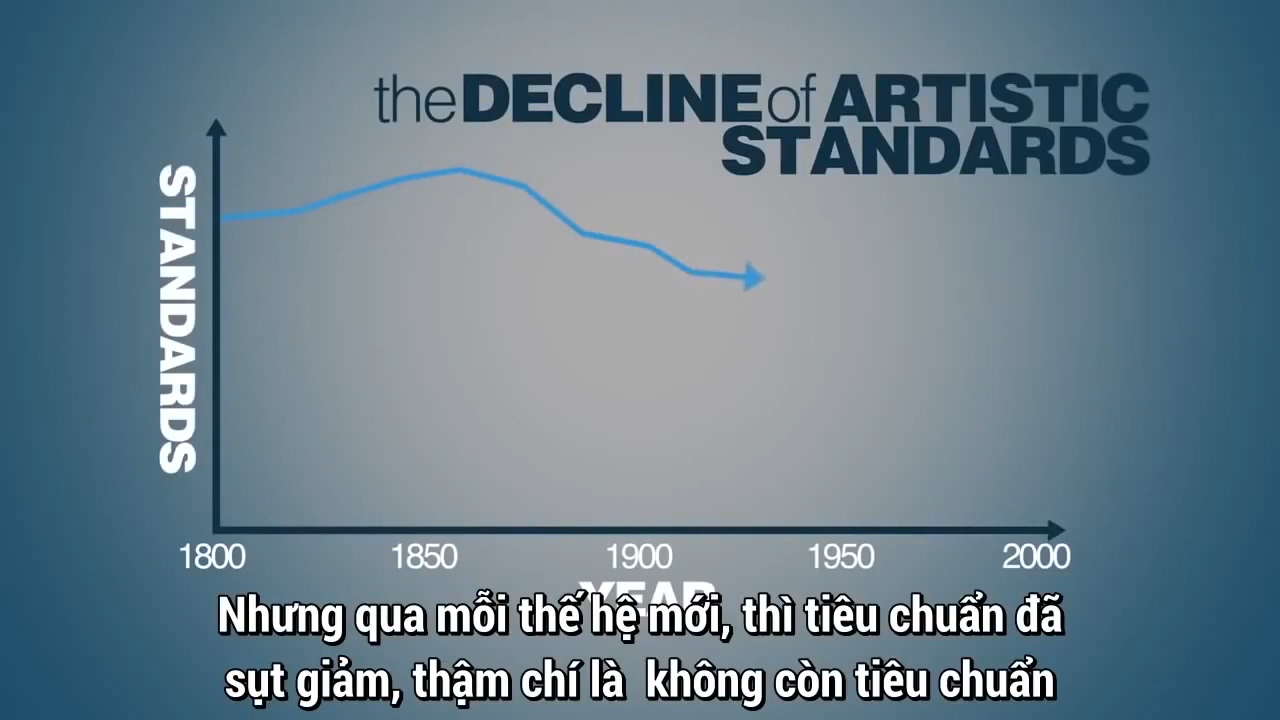 the DECLINE of ARTISTIC
STANDARDS
STANDARDS
1800 1850 1900 1950 2000
YEAR
Nhưng qua mỗi thế hệ mới, thì tiêu chuẩn đã
sụt giảm, thậm chí là không còn tiêu chuẩn